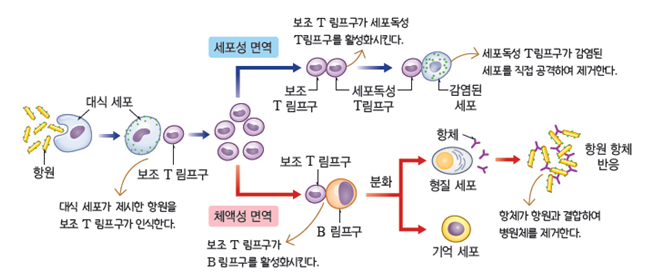 보조 T 림프구가 세포독성
T림프구를 활성화시킨다.
세포성 면역
세포독성 T림프구가 감염된
세포를 직접 공격하여 제거한다.
보조
T 림프구
세포독성
T림프구
감염된
세포
대식 세포
항원
보조 T 림프구
대식 세포가 제시한 항원을
보조 T 림프구가 인식한다.
보조 T 림프구
체액성 면역
B 림프구
보조 T 림프구가
B 림프구를 활성화시킨다.
분화
항체
형질 세포
기억 세포
항원 항체
반응
항체가 항원과 결합하여
병원체를 제거한다.